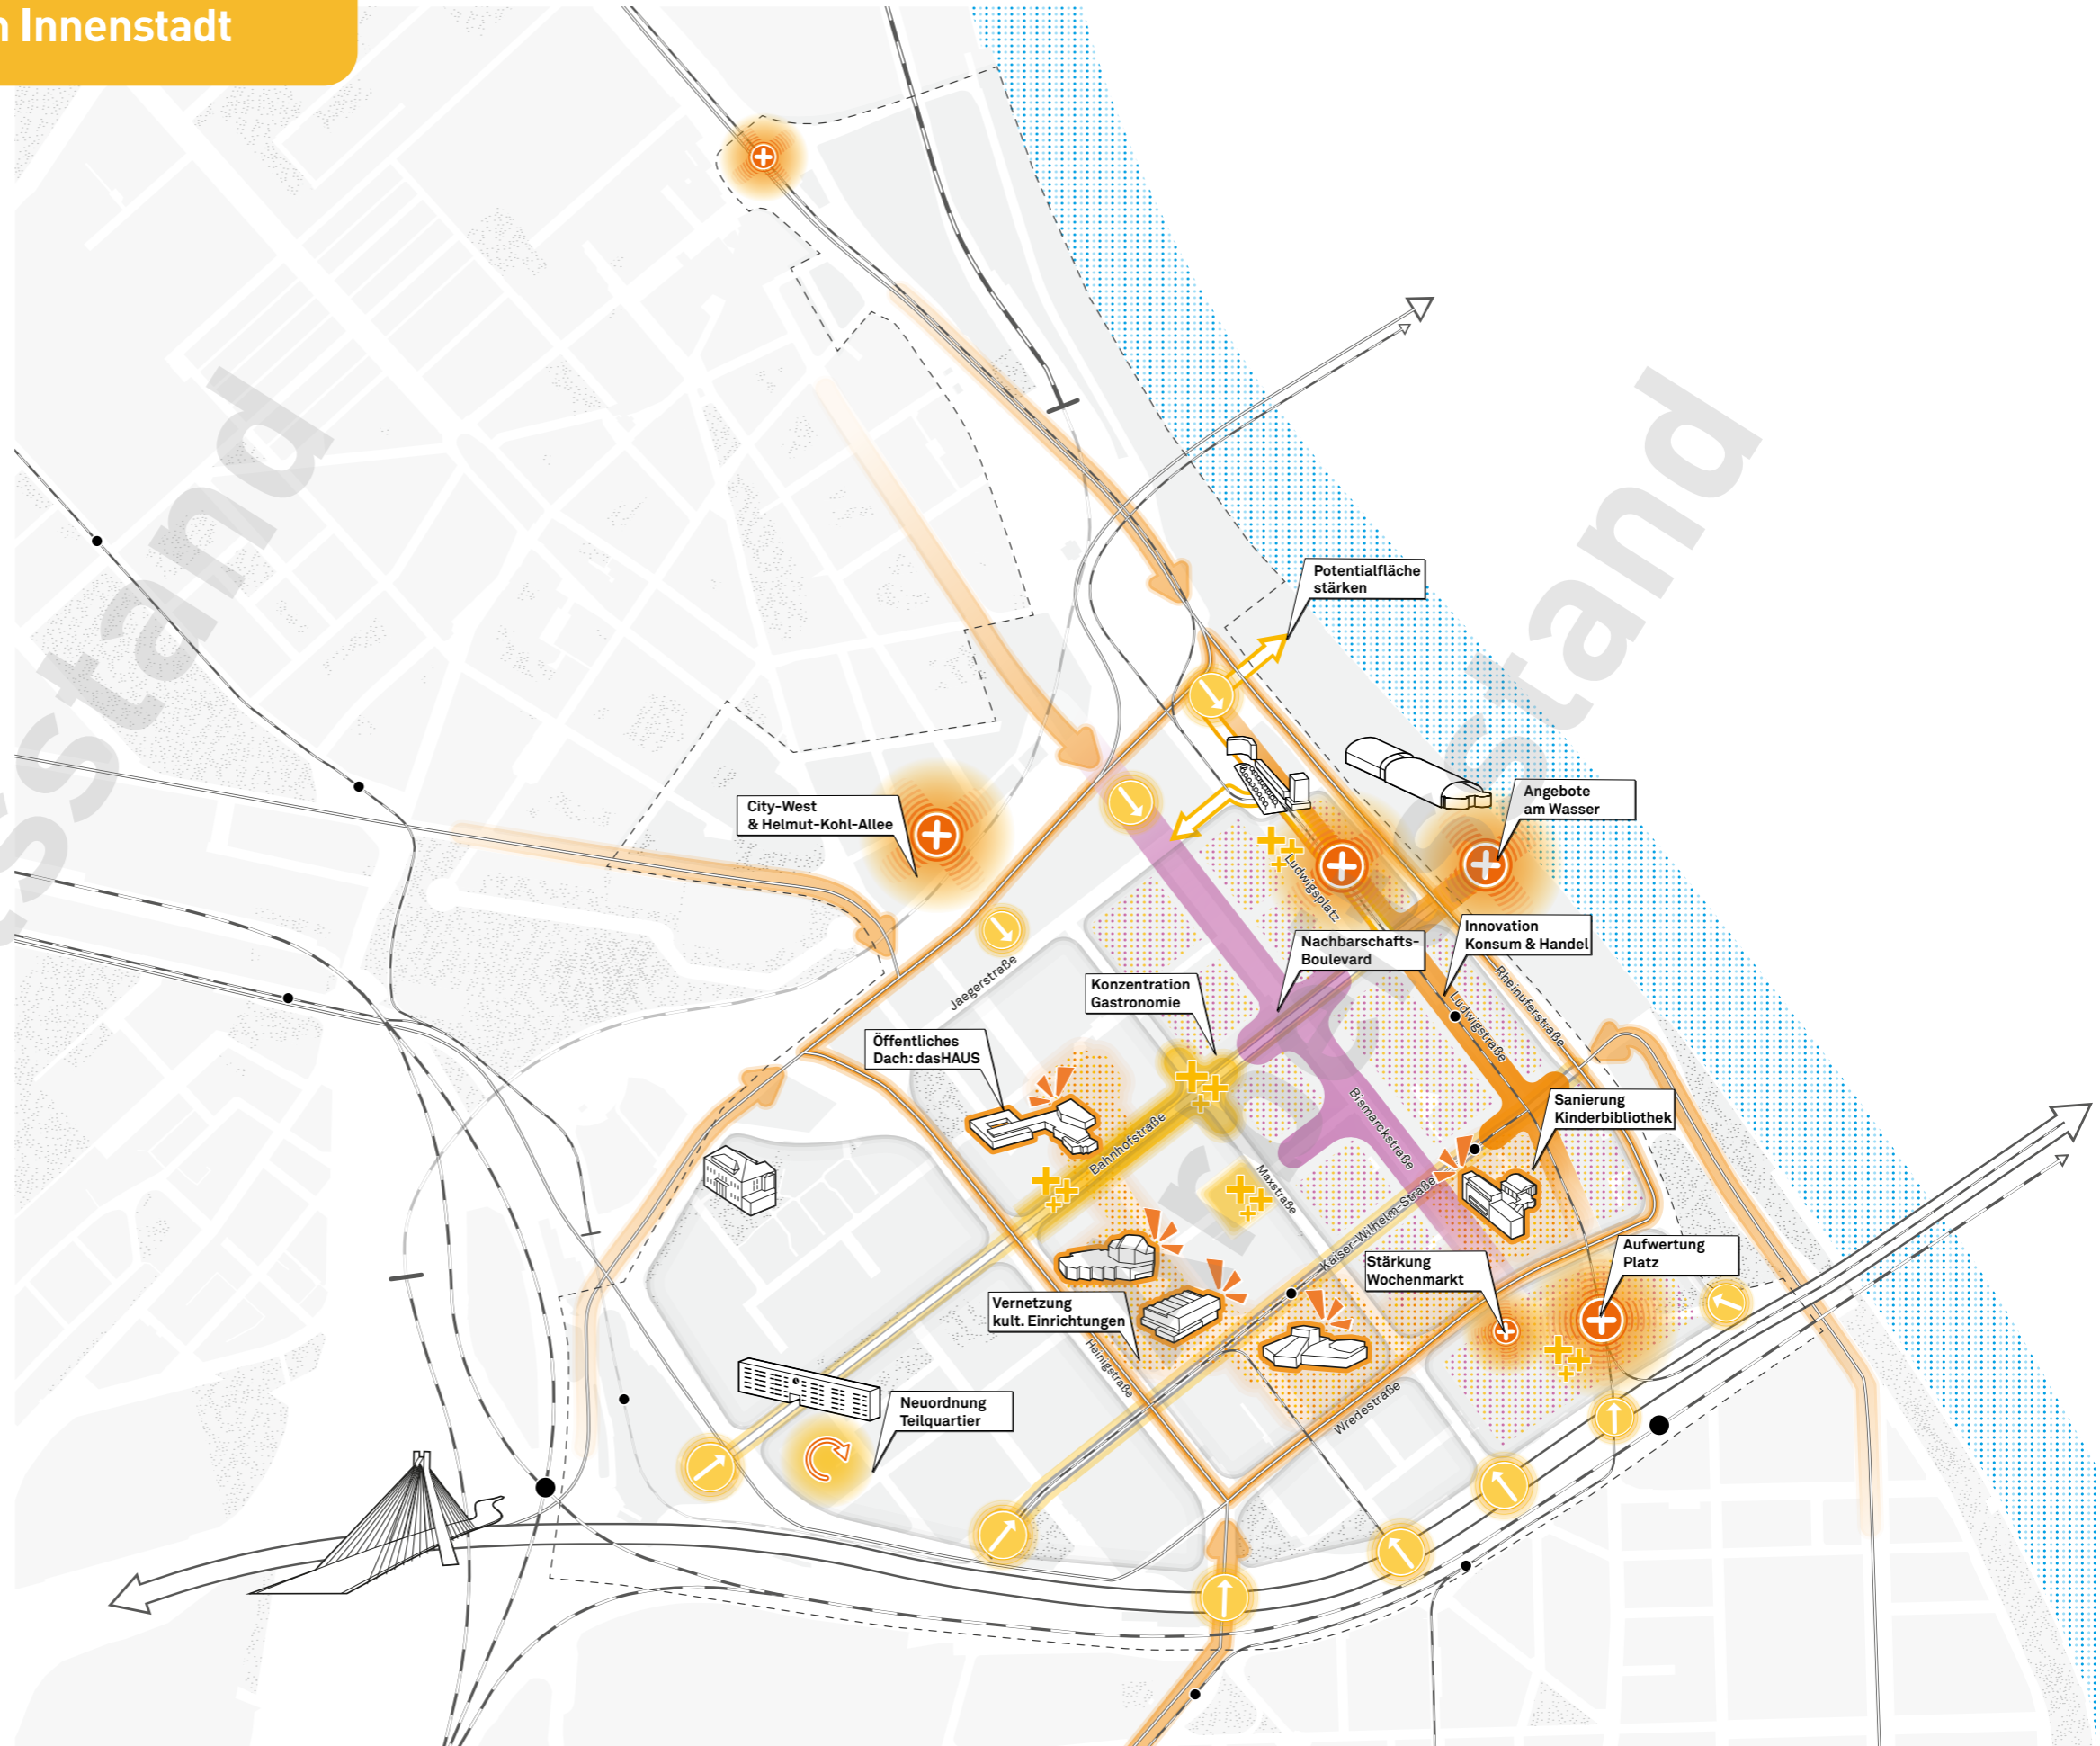 Innenstadt
Potentialfläche
stärken
City-West
& Helmut-Kohl-Allee
Angebote
am Wasser
Ludwigsplatz
Innovation
Konsum & Handel
Nachbarschafts-
Boulevard
Jaegerstraße
Konzentration
Gastronomie
Rheinuferstraße
Ludwigstraße
Öffentliches
Dach: dasHAUS
Sanierung
Kinderbibliothek
Bismarckstraße
Bahnhofstraße
Maxstraße
Kaiser-Wilhelm-Straße
Aufwertung
Platz
Stärkung
Wochenmarkt
Vernetzung
kult. Einrichtungen
Heinigstraße
Wredestraße
Neuordnung
Teilquartier